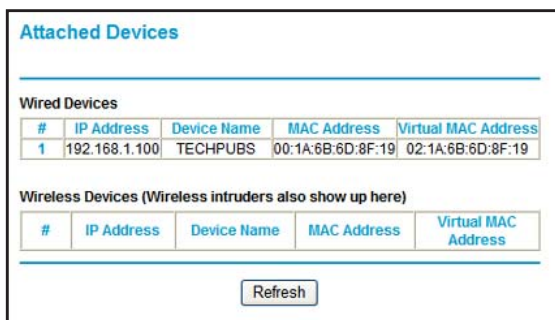 Attached Devices
Wired Devices
# IP Address Device Name MAC Address Virtual MAC Address
1 192.168.1.100 TECHPUBS 00:1A:6B:6D:8F:19 02:1A:6B:6D:8F:19
Wireless Devices (Wireless intruders also show up here)
# IP Address Device Name MAC Address Virtual MAC Address
Refresh